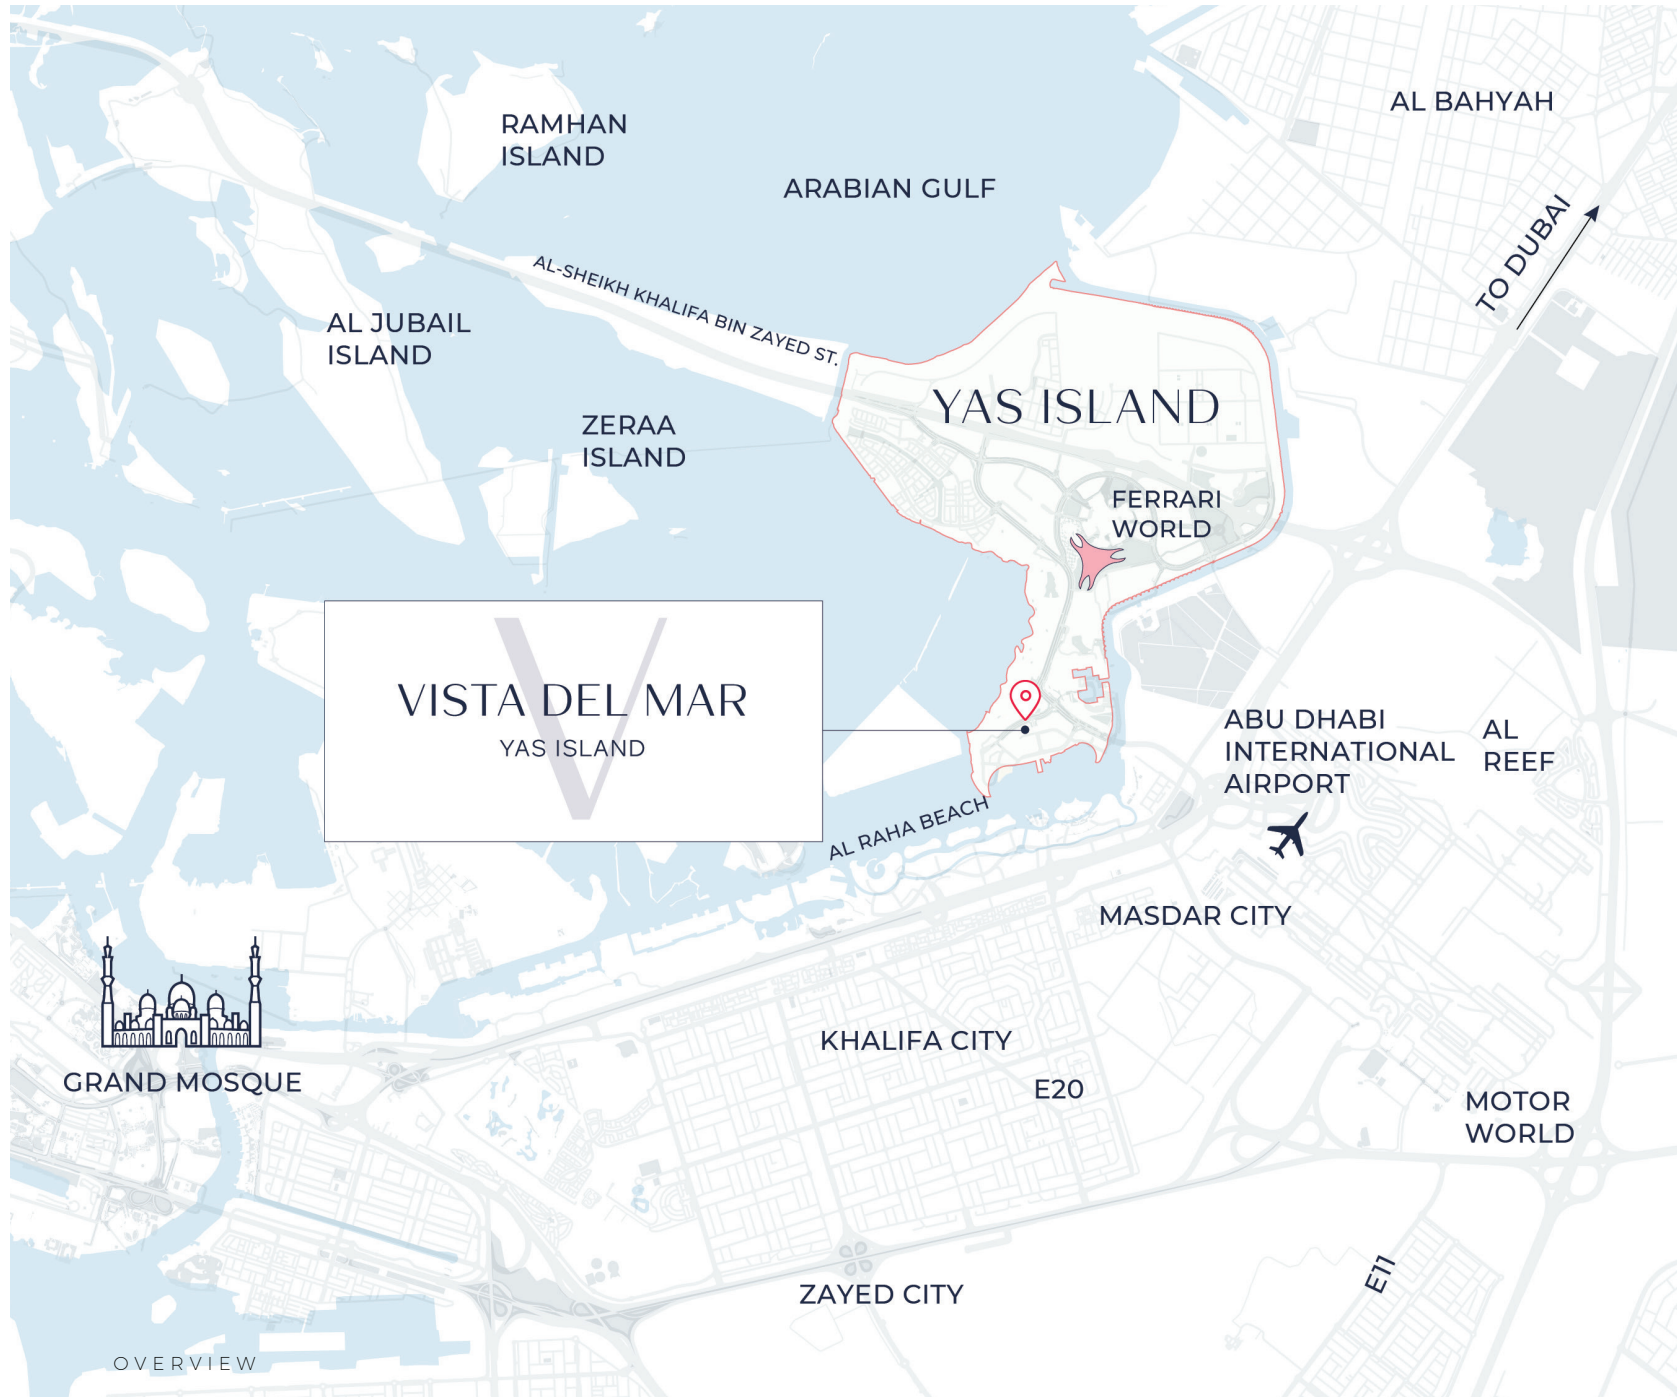 AL BAHYAH
RAMHAN
ISLAND
ARABIAN GULF
TO DUBAI
AL-SHEIKH KHALIFA BIN ZAYED ST.
AL JUBAIL
ISLAND
YAS ISLAND
ZERAA
ISLAND
FERRARI
WORLD
V
VISTA DEL MAR
YAS ISLAND
ABU DHABI
INTERNATIONAL
AIRPORT
AL
REEF
AL RAHA BEACH
MASDAR CITY
KHALIFA CITY
GRAND MOSQUE
E20
MOTOR
WORLD
E11
ZAYED CITY
OVERVIEW